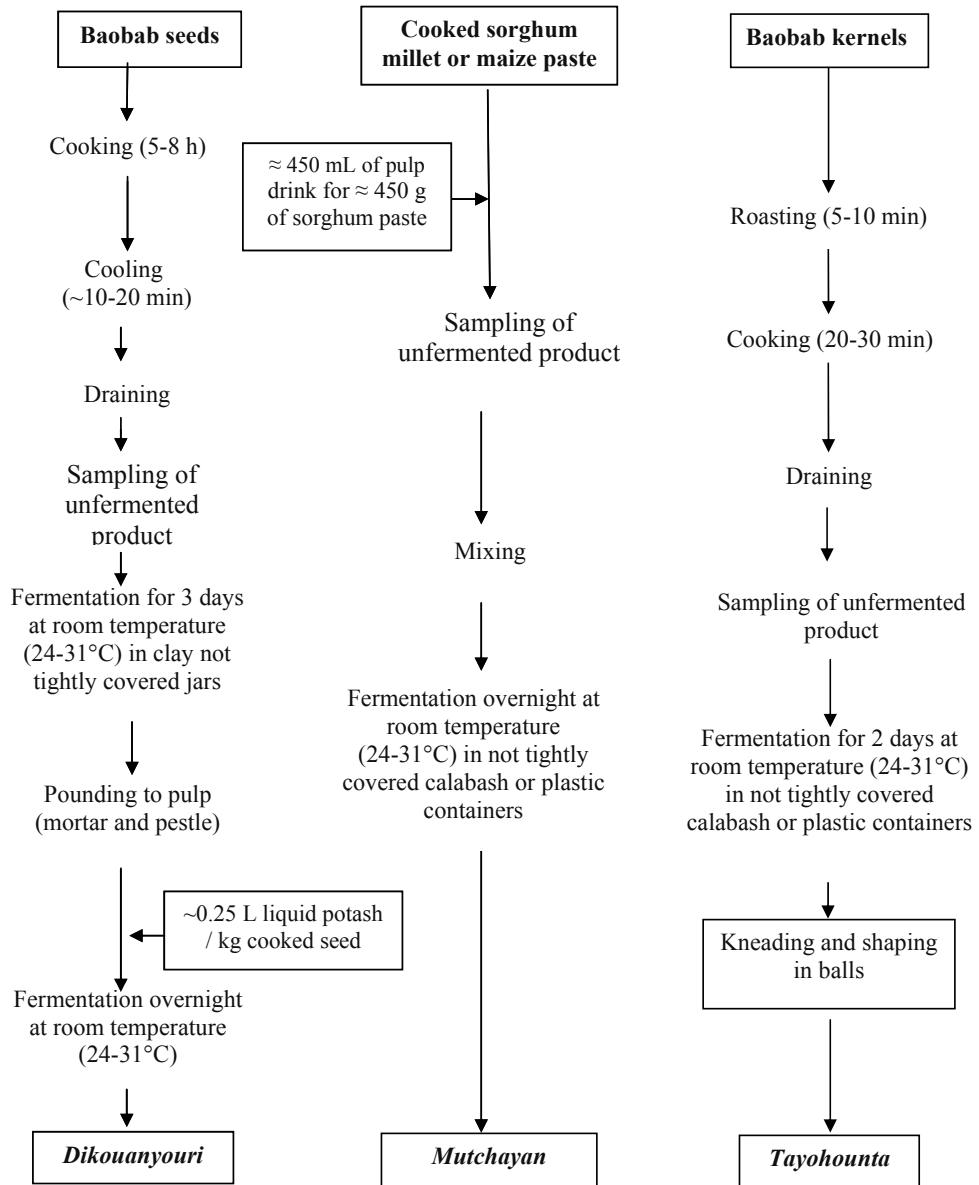 Baobab seeds
Cooking (5-8 h)
Cooling
(~10-20 min)
Draining
Sampling of
unfermented
product
Fermentation for 3 days
at room temperature
(24-31°C) in clay not
tightly covered jars
Pounding to pulp
(mortar and pestle)
~0.25 L liquid potash
/ kg cooked seed
Fermentation overnight
at room temperature
(24-31°C)
Dikouanyouri
Cooked sorghum
millet or maize paste
≈ 450 mL of pulp
drink for ≈ 450 g
of sorghum paste
Sampling of
unfermented product
Mixing
Fermentation overnight at
room temperature
(24-31°C) in not tightly
covered calabash or plastic
containers
Mutchayan
Baobab kernels
Roasting (5-10 min)
Cooking (20-30 min)
Draining
Sampling of unfermented
product
Fermentation for 2 days at
room temperature (24-31°C)
in not tightly covered
calabash or plastic containers
Kneading and shaping
in balls
Tayohounta